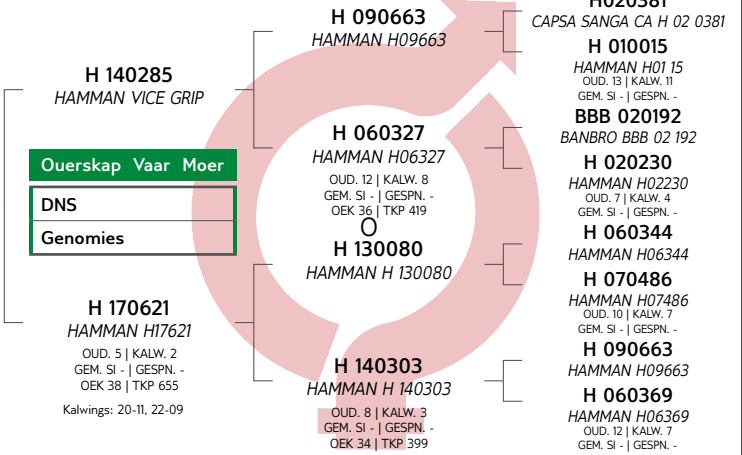 H 140285
HAMMAN VICE GRIP
Ouerskap Vaar Moer
DNS
Genomies
H 170621
HAMMAN H17621
OUD. 5 | KALW. 2
GEM. SI - | GESPN. -
OEK 38 | TKP 655
Kalwings: 20-11, 22-09
H 090663
HAMMAN H09663
H 060327
HAMMAN H06327
OUD. 12 | KALW. 8
GEM. SI - | GESPN. -
OEK 36 | TKP 419
O
H 130080
HAMMAN H 130080
H 140303
HAMMAN H 140303
OUD. 8 | KALW. 3
GEM. SI - | GESPN. -
OEK 34 | TKP 399
H020381
CAPSA SANGA CA H 02 0381
H 010015
HAMMAN H01 15
OUD. 13 | KALW. 11
GEM. SI - | GESPN. -
BBB 020192
BANBRO BBB 02 192
H 020230
HAMMAN H02230
OUD. 7 | KALW. 4
GEM. SI - | GESPN. -
H 060344
HAMMAN H06344
H 070486
HAMMAN H07486
OUD. 10 | KALW. 7
GEM. SI - | GESPN. -
H 090663
HAMMAN H09663
H 060369
HAMMAN H06369
OUD. 12 | KALW. 7
GEM. SI - | GESPN. -